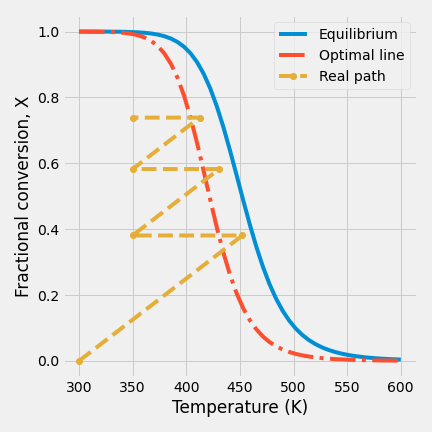 Equilibrium
Optimal line
Real path
Fractional conversion, X
1.0
0.8
0.6
0.4
0.2
0.0
300 350 400 450 500 550 600
Temperature (K)